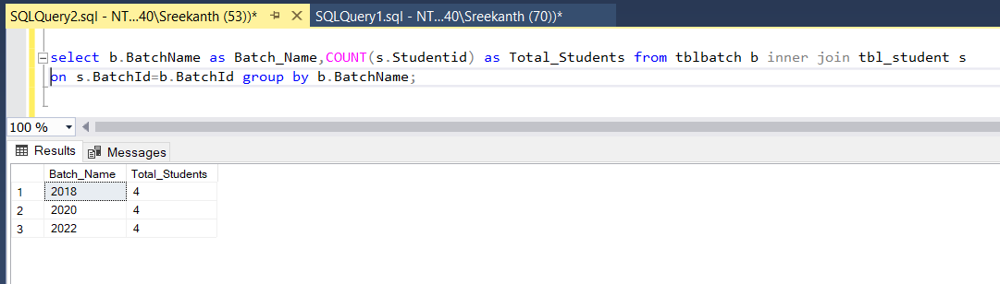 SQLQuery2.sql - NT...40\Sreekanth (53))* SQLQuery1.sql - NT...40\Sreekanth (70))*
select b.BatchName as Batch_Name,COUNT(s.Studentid) as Total_Students from tblbatch b inner join tbl_student s
on s.BatchId=b.BatchId group by b.BatchName;
100 %
Results Messages
Batch_Name Total_Students
1 2018 4
2 2020 4
3 2022 4